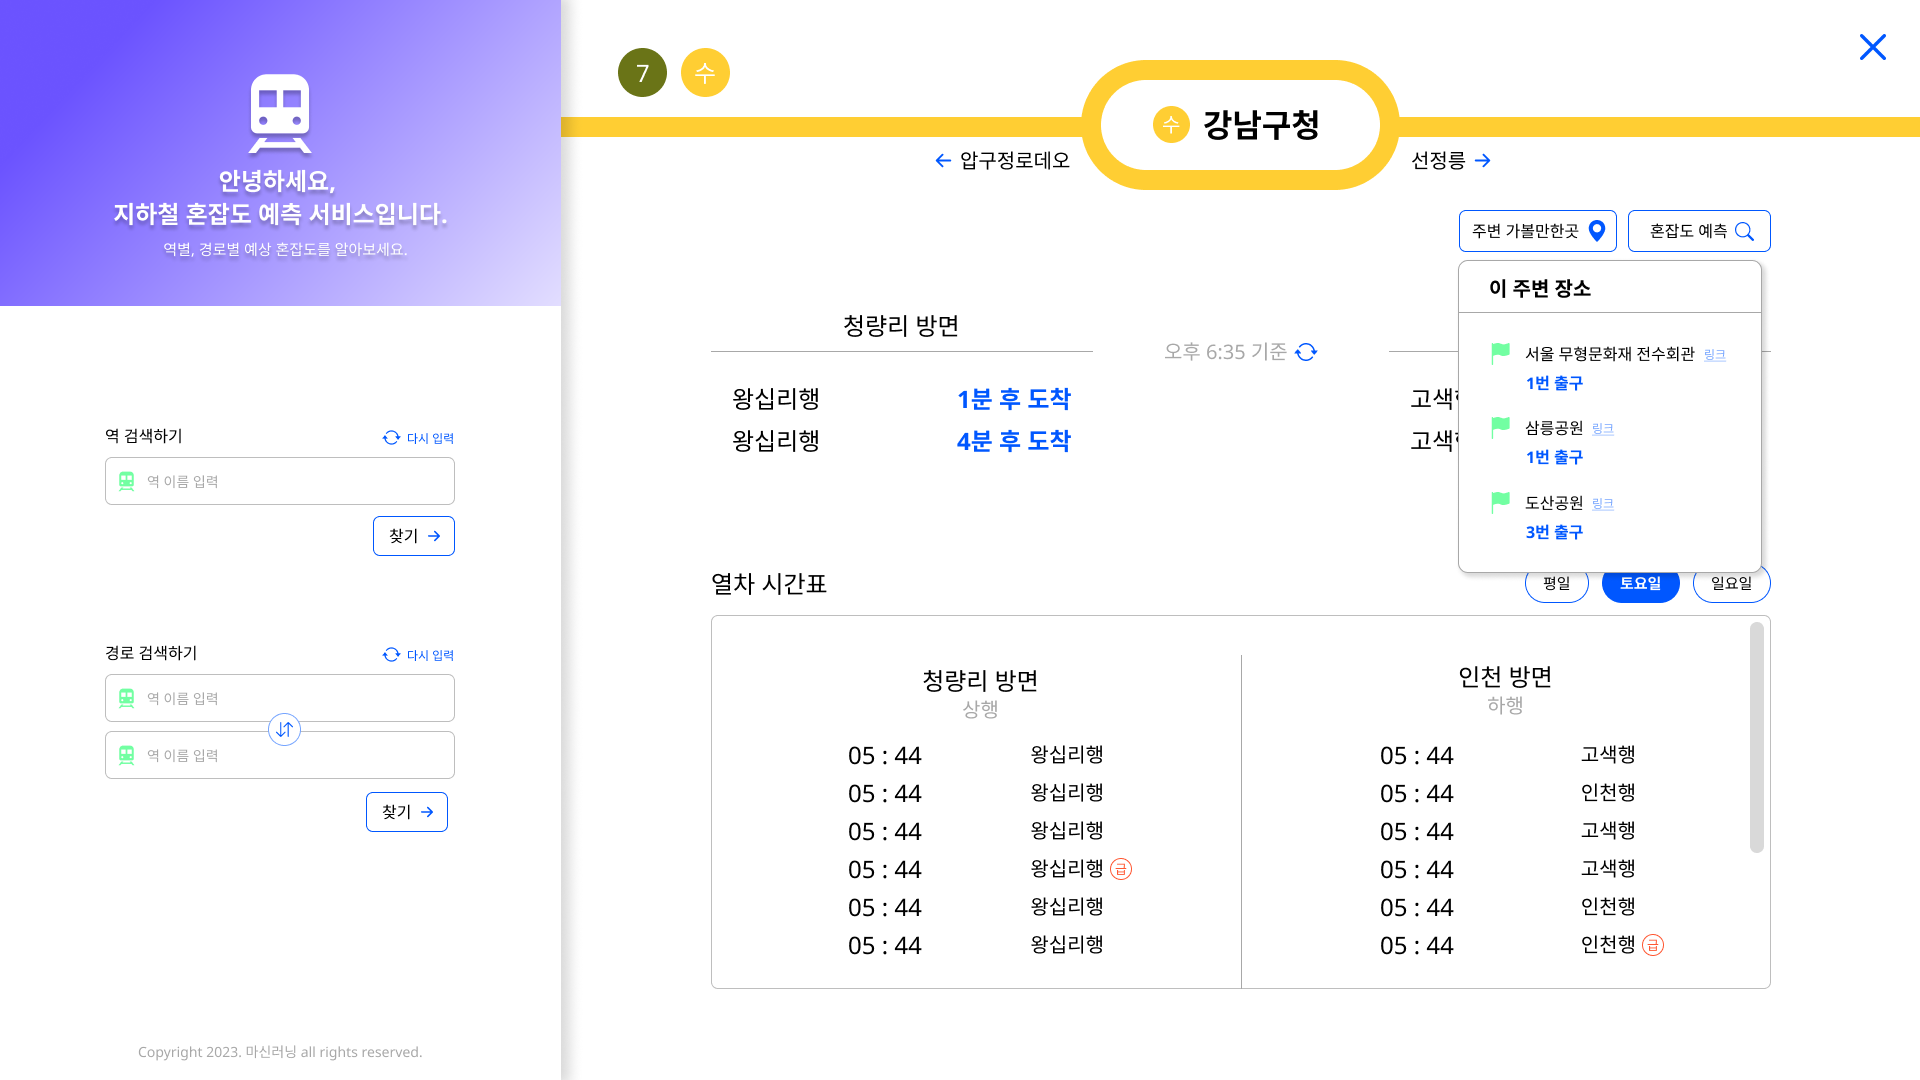 안녕하세요,
지하철 혼잡도 예측 서비스입니다.
역별, 경로별 예상 혼잡도를 알아보세요.
역 검색하기
다시 입력
역 이름 입력
찾기
경로 검색하기
다시 입력
역 이름 입력
역 이름 입력
찾기
Copyright 2023. 마신러닝 all rights reserved.
7 수
수 강남구청
압구정로데오
선정릉
주변 가볼만한곳
혼잡도 예측
이 주변 장소
서울 무형문화재 전수회관 링크
1번 출구
삼릉공원 링크
1번 출구
도산공원 링크
3번 출구
청량리 방면
오후 6:35 기준
왕십리행 1분 후 도착
왕십리행 4분 후 도착
고색
고색
열차 시간표
평일 토요일 일요일
청량리 방면
상행
05 : 44 왕십리행
05 : 44 왕십리행
05 : 44 왕십리행
05 : 44 왕십리행 급
05 : 44 왕십리행
05 : 44 왕십리행
인천 방면
하행
05 : 44 고색행
05 : 44 인천행
05 : 44 고색행
05 : 44 고색행
05 : 44 인천행
05 : 44 인천행 급